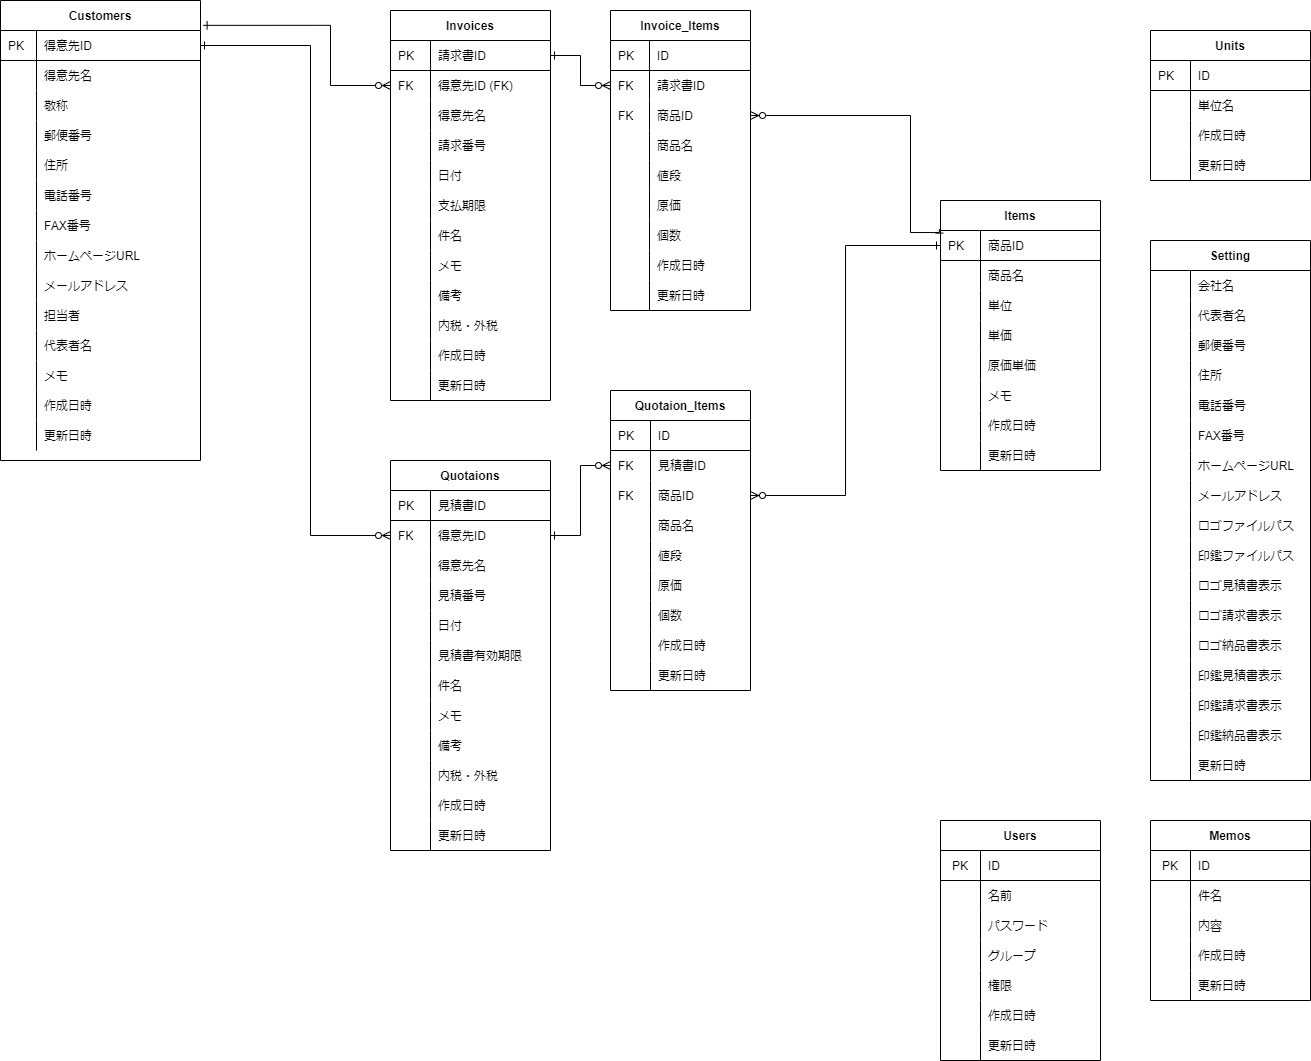 Customers
PK 得意先ID
得意先名
敬称
郵便番号
住所
電話番号
FAX番号
ホームページURL
メールアドレス
担当者
代表者名
メモ
作成日時
更新日時
Invoices
PK 請求書ID
FK 得意先ID (FK)
得意先名
請求番号
日付
支払期限
件名
メモ
備考
内税・外税
作成日時
更新日時
Quotaions
PK 見積書ID
FK 得意先ID
得意先名
見積番号
日付
見積書有効期限
件名
メモ
備考
内税・外税
作成日時
更新日時
Invoice_Items
PK ID
FK 請求書ID
FK 商品ID
商品名
値段
原価
個数
作成日時
更新日時
Quotaion_Items
PK ID
FK 見積書ID
FK 商品ID
商品名
値段
原価
個数
作成日時
更新日時
Items
PK 商品ID
商品名
単位
単価
原価単価
メモ
作成日時
更新日時
Units
PK ID
単位名
作成日時
更新日時
Setting
会社名
代表者名
郵便番号
住所
電話番号
FAX番号
ホームページURL
メールアドレス
ロゴファイルパス
印鑑ファイルパス
ロゴ見積書表示
ロゴ請求書表示
ロゴ納品書表示
印鑑見積書表示
印鑑請求書表示
印鑑納品書表示
更新日時
Users
PK ID
名前
パスワード
グループ
権限
作成日時
更新日時
Memos
PK ID
件名
内容
作成日時
更新日時